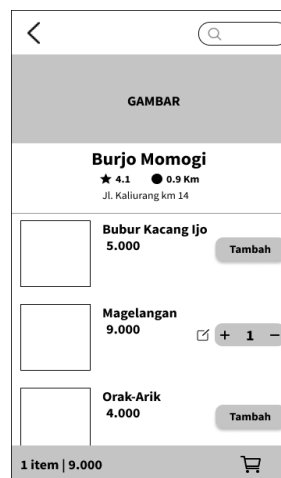 GAMBAR
Burjo Momogi
4.1 0.9 Km
Jl. Kaliurang km 14
Bubur Kacang Ijo
5.000
Tambah
Magelangan
9.000
+ 1 −
Orak-Arik
4.000
Tambah
1 item | 9.000